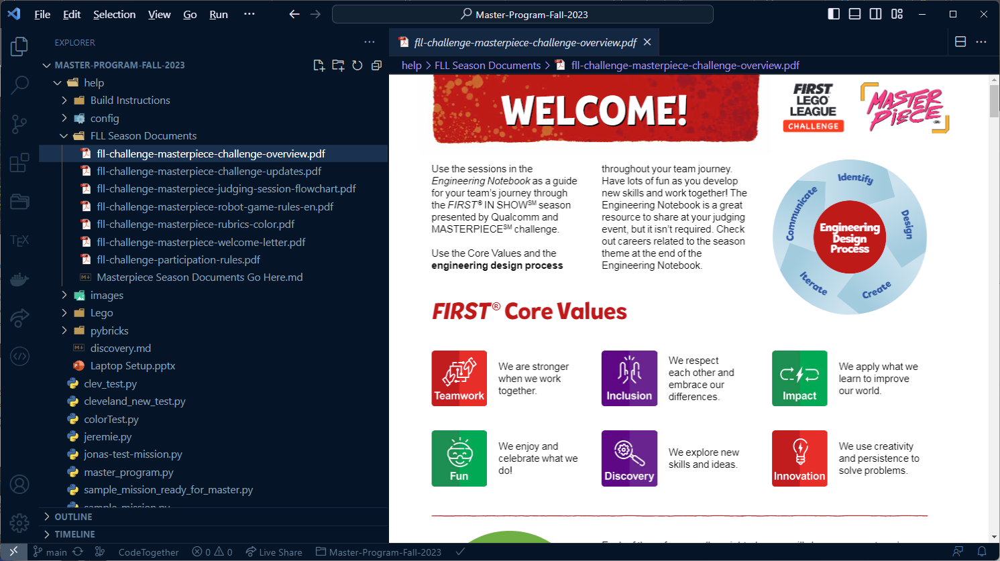 File Edit Selection View Go Run ···
Master-Program-Fall-2023
EXPLORER
···
MASTER-PROGRAM-FALL-2023
help
Build Instructions
config
FLL Season Documents
fll-challenge-masterpiece-challenge-overview.pdf
fll-challenge-masterpiece-challenge-updates.pdf
fll-challenge-masterpiece-judging-session-flowchart.pdf
fll-challenge-masterpiece-robot-game-rules-en.pdf
fll-challenge-masterpiece-rubrics-color.pdf
fll-challenge-masterpiece-welcome-letter.pdf
fll-challenge-participation-rules.pdf
Masterpiece Season Documents Go Here.md
images
Lego
pybricks
discovery.md
Laptop Setup.pptx
clev_test.py
cleveland_new_test.py
colorTest.py
jeremie.py
jonas-test-mission.py
master_program.py
sample_mission_ready_for_master.py
sample_mission.py
OUTLINE
TIMELINE
TEX
fll-challenge-masterpiece-challenge-overview.pdf
···
help > FLL Season Documents > fll-challenge-masterpiece-challenge-overview.pdf
WELCOME!
FIRST
LEGO
LEAGUE
CHALLENGE
MASTER
PIECE
Use the sessions in the
Engineering Notebook as a guide
for your team’s journey through
the FIRST® IN SHOW℠ season
presented by Qualcomm and
MASTERPIECE℠ challenge.
Use the Core Values and the
engineering design process
throughout your team journey.
Have lots of fun as you develop
new skills and work together! The
Engineering Notebook is a great
resource to share at your judging
event, but it isn’t required. Check
out careers related to the season
theme at the end of the
Engineering Notebook.
Identify
Design
Create
Iterate
Communicate
Engineering
Design
Process
FIRST® Core Values
Teamwork
We are stronger
when we work
together.
Inclusion
We respect
each other and
embrace our
differences.
Impact
We apply what we
learn to improve
our world.
Fun
We enjoy and
celebrate what we
do!
Discovery
We explore new
skills and ideas.
Innovation
We use creativity
and persistence to
solve problems.
main CodeTogether 0 0 Live Share Master-Program-Fall-2023